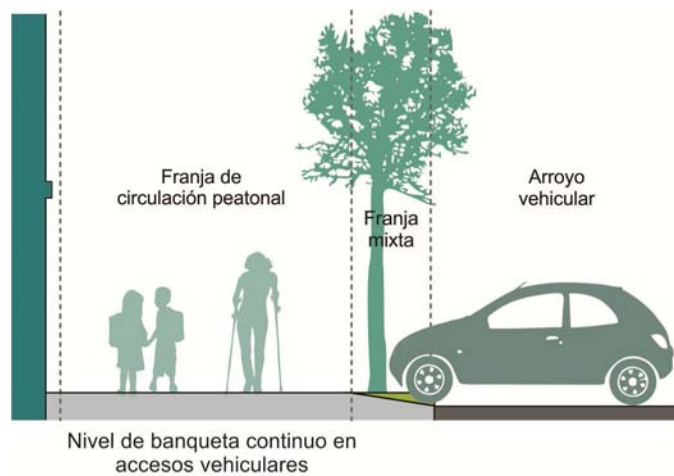 Franja de
circulación peatonal
Franja
mixta
Arroyo
vehicular
Nivel de banqueta continuo en
accesos vehiculares